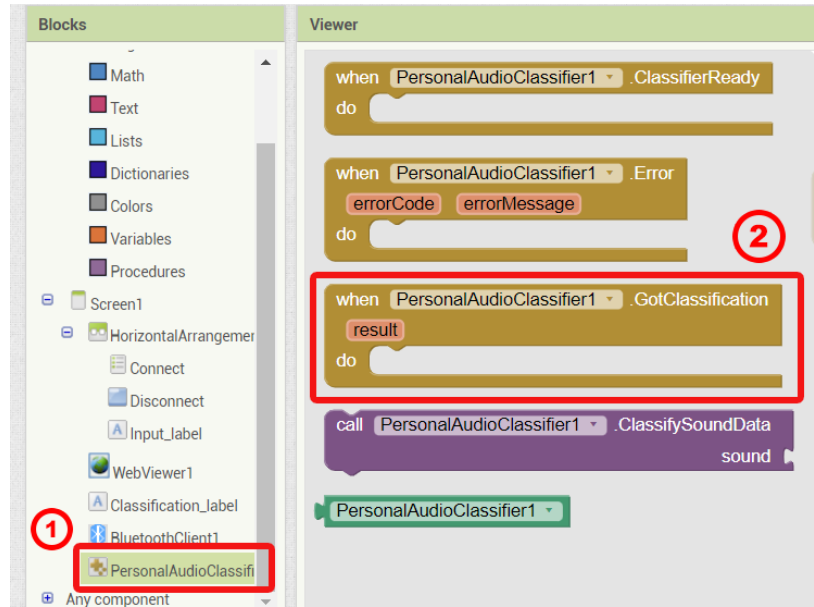 Blocks
Math
Text
Lists
Dictionaries
Colors
Variables
Procedures
Screen1
HorizontalArrangemer
Connect
Disconnect
Input_label
WebViewer1
Classification_label
1
BluetoothClient1
PersonalAudioClassifi
Any component
Viewer
when PersonalAudioClassifier1 .ClassifierReady
do
when PersonalAudioClassifier1 .Error
errorCode errorMessage
do
2
when PersonalAudioClassifier1 .GotClassification
result
do
call PersonalAudioClassifier1 .ClassifySoundData
sound
PersonalAudioClassifier1